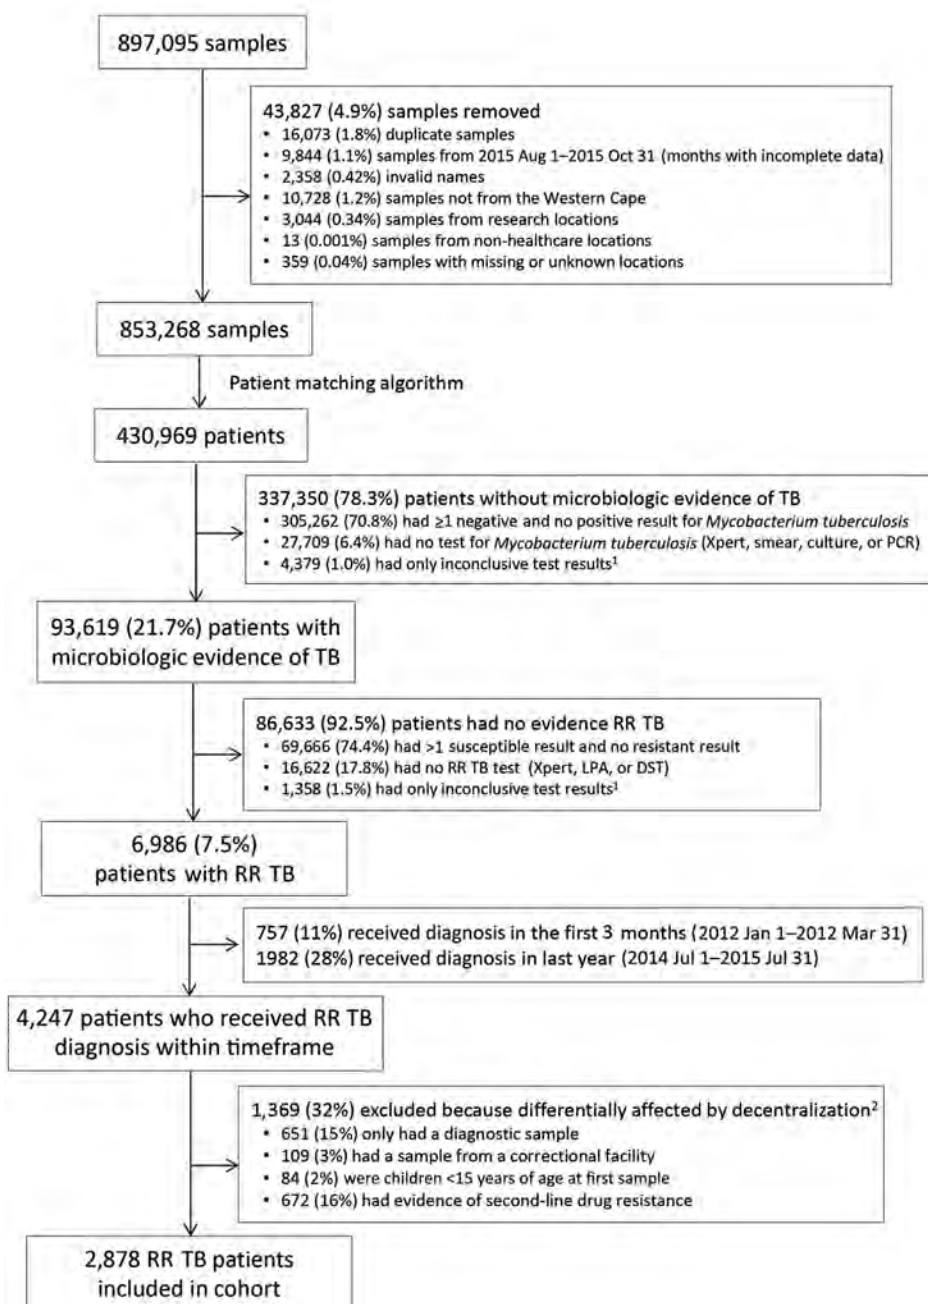 897,095 samples
43,827 (4.9%) samples removed
• 16,073 (1.8%) duplicate samples
• 9,844 (1.1%) samples from 2015 Aug 1–2015 Oct 31 (months with incomplete data)
• 2,358 (0.42%) invalid names
• 10,728 (1.2%) samples not from the Western Cape
• 3,044 (0.34%) samples from research locations
• 13 (0.001%) samples from non-healthcare locations
• 359 (0.04%) samples with missing or unknown locations
853,268 samples
Patient matching algorithm
430,969 patients
337,350 (78.3%) patients without microbiologic evidence of TB
• 305,262 (70.8%) had ≥1 negative and no positive result for Mycobacterium tuberculosis
• 27,709 (6.4%) had no test for Mycobacterium tuberculosis (Xpert, smear, culture, or PCR)
• 4,379 (1.0%) had only inconclusive test results¹
93,619 (21.7%) patients with
microbiologic evidence of TB
86,633 (92.5%) patients had no evidence RR TB
• 69,666 (74.4%) had >1 susceptible result and no resistant result
• 16,622 (17.8%) had no RR TB test (Xpert, LPA, or DST)
• 1,358 (1.5%) had only inconclusive test results¹
6,986 (7.5%)
patients with RR TB
757 (11%) received diagnosis in the first 3 months (2012 Jan 1–2012 Mar 31)
1982 (28%) received diagnosis in last year (2014 Jul 1–2015 Jul 31)
4,247 patients who received RR TB
diagnosis within timeframe
1,369 (32%) excluded because differentially affected by decentralization²
• 651 (15%) only had a diagnostic sample
• 109 (3%) had a sample from a correctional facility
• 84 (2%) were children <15 years of age at first sample
• 672 (16%) had evidence of second-line drug resistance
2,878 RR TB patients
included in cohort